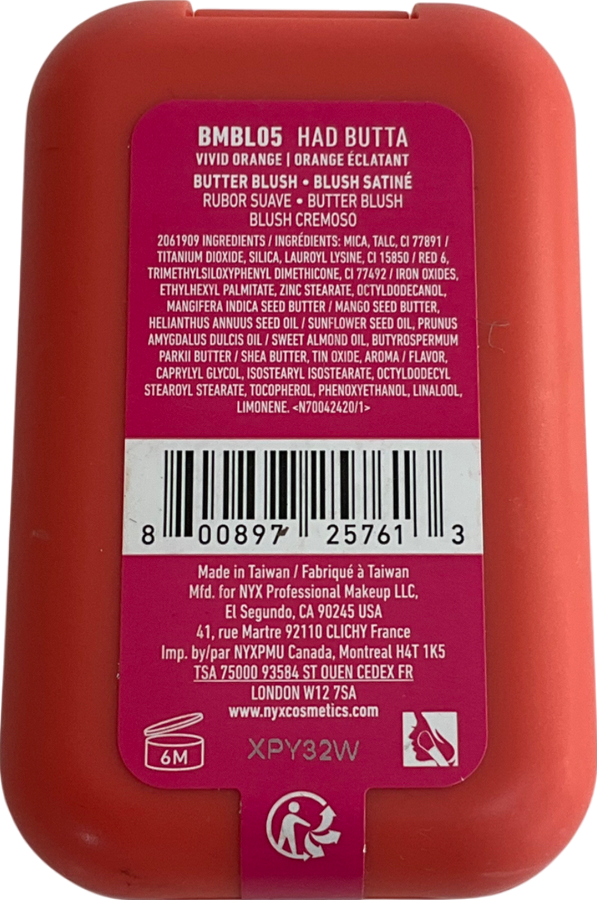 BMBL05 HAD BUTTA
VIVID ORANGE | ORANGE ÉCLATANT
BUTTER BLUSH • BLUSH SATINÉ
RUBOR SUAVE • BUTTER BLUSH
BLUSH CREMOSO
2061909 INGREDIENTS / INGRÉDIENTS: MICA, TALC, CI 77891 /
TITANIUM DIOXIDE, SILICA, LAUROYL LYSINE, CI 15850 / RED 6,
TRIMETHYLSILOXYPHENYL DIMETHICONE, CI 77492 / IRON OXIDES,
ETHYLHEXYL PALMITATE, ZINC STEARATE, OCTYLDODECANOL,
MANGIFERA INDICA SEED BUTTER / MANGO SEED BUTTER,
HELIANTHUS ANNUUS SEED OIL / SUNFLOWER SEED OIL, PRUNUS
AMYGDALUS DULCIS OIL / SWEET ALMOND OIL, BUTYROSPERMUM
PARKII BUTTER / SHEA BUTTER, TIN OXIDE, AROMA / FLAVOR,
CAPRYLYL GLYCOL, ISOSTEARYL ISOSTEARATE, OCTYLDODECYL
STEAROYL STEARATE, TOCOPHEROL, PHENOXYETHANOL, LINALOOL,
LIMONENE. <N70042420/1>
8 00897 25761 3
Made in Taiwan / Fabriqué à Taiwan
Mfd. for NYX Professional Makeup LLC,
El Segundo, CA 90245 USA
41, rue Martre 92110 CLICHY France
Imp. by/par NYXPMU Canada, Montreal H4T 1K5
TSA 75000 93584 ST OUEN CEDEX FR
LONDON W12 7SA
www.nyxcosmetics.com
6M
XPY32W